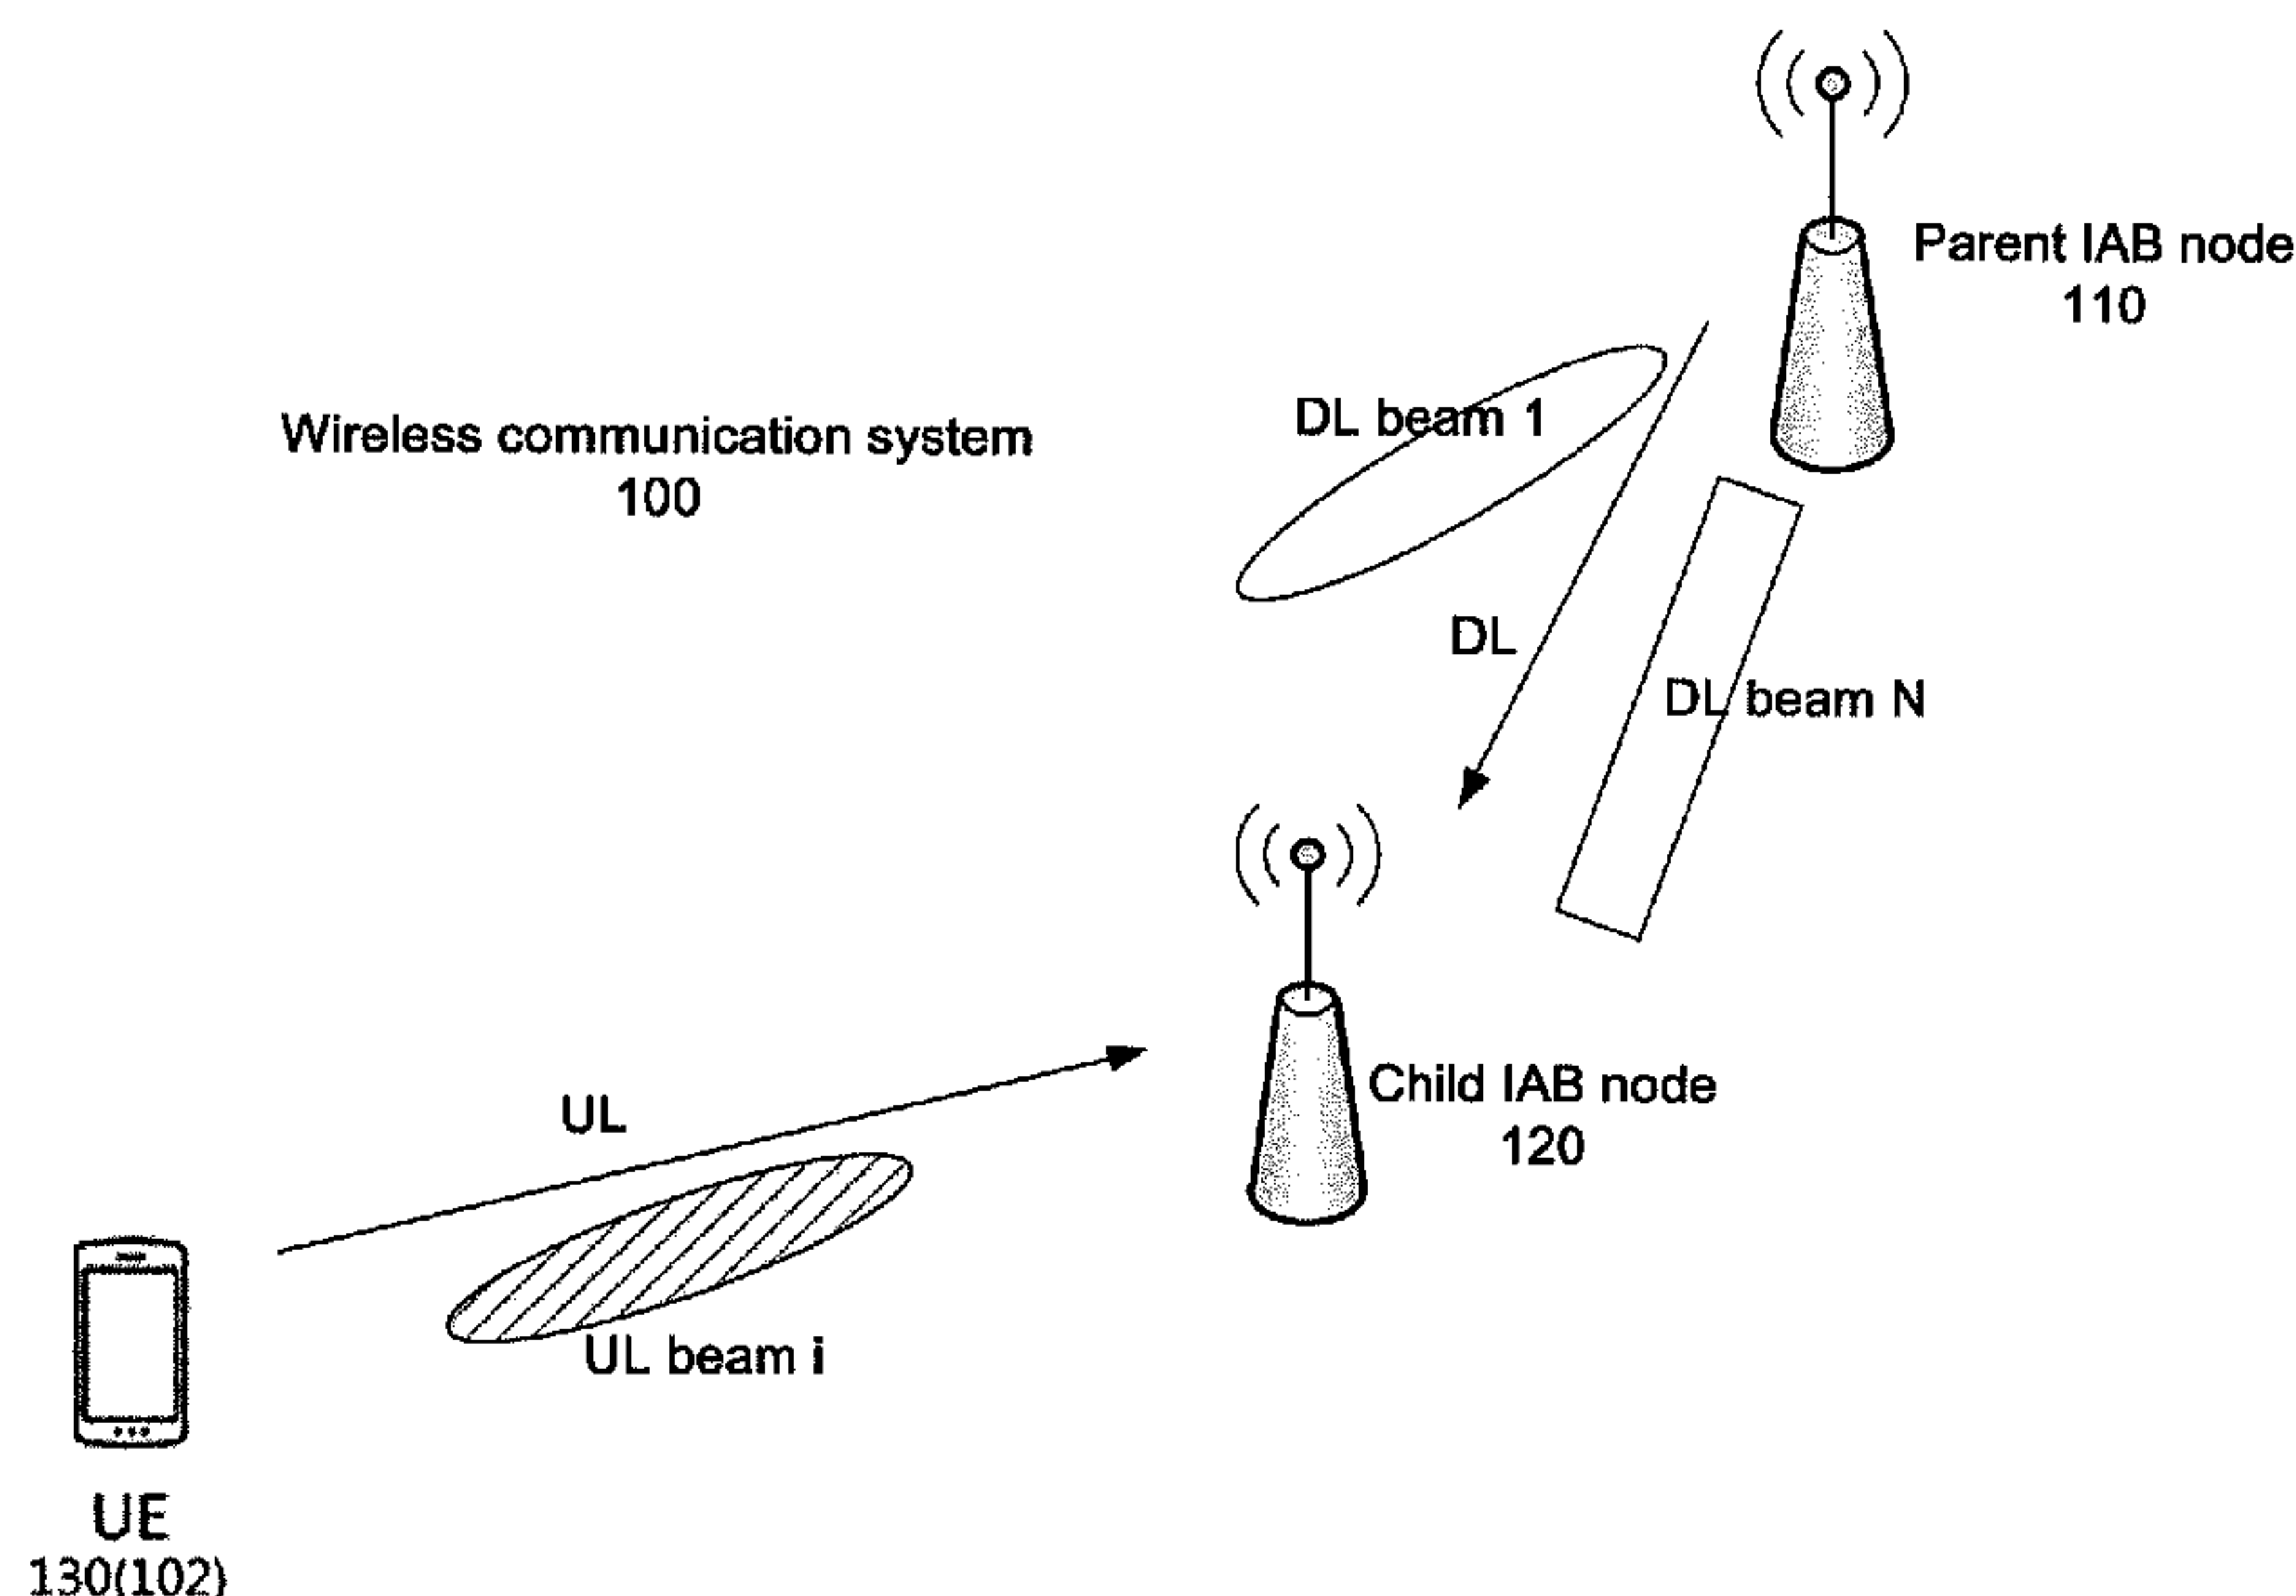 Parent IAB node
110
Wireless communication system
100
DL beam 1
DL
DL beam N
Child IAB node
120
UL
UL beam i
UE
130(102)